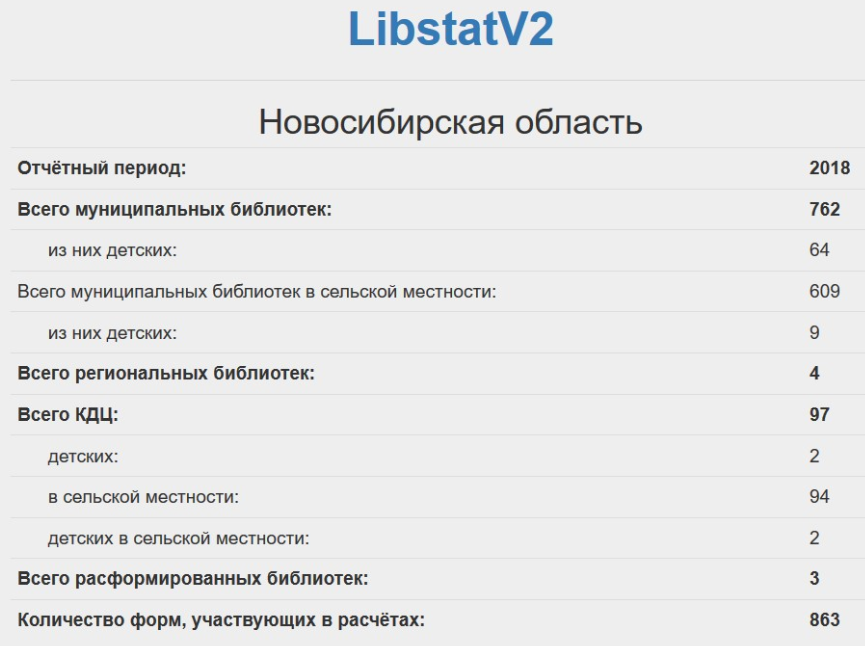 LibstatV2
Новосибирская область
Отчётный период: 2018
Всего муниципальных библиотек: 762
из них детских: 64
Всего муниципальных библиотек в сельской местности: 609
из них детских: 9
Всего региональных библиотек: 4
Всего КДЦ: 97
детских: 2
в сельской местности: 94
детских в сельской местности: 2
Всего расформированных библиотек: 3
Количество форм, участвующих в расчётах: 863